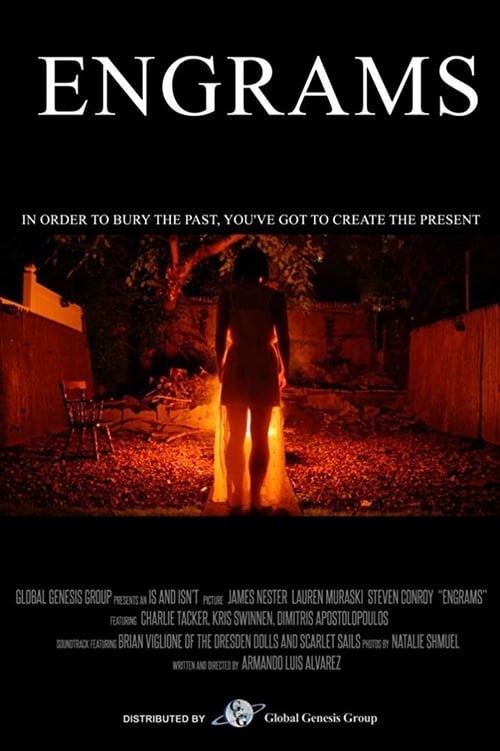 ENGRAMS
IN ORDER TO BURY THE PAST, YOU'VE GOT TO CREATE THE PRESENT
GLOBAL GENESIS GROUP PRESENTS AN IS AND ISN'T PICTURE JAMES NESTER LAUREN MURASKI STEVEN CONROY "ENGRAMS"
FEATURING CHARLIE TACKER, KRIS SWINNEN, DIMITRIS APOSTOLOPOULOS
SOUNDTRACK FEATURING BRIAN VIGLIONE OF THE DRESDEN DOLLS AND SCARLET SAILS PHOTOS BY NATALIE SHMUEL
WRITTEN AND DIRECTED BY ARMANDO LUIS ALVAREZ
DISTRIBUTED BY GGG Global Genesis Group